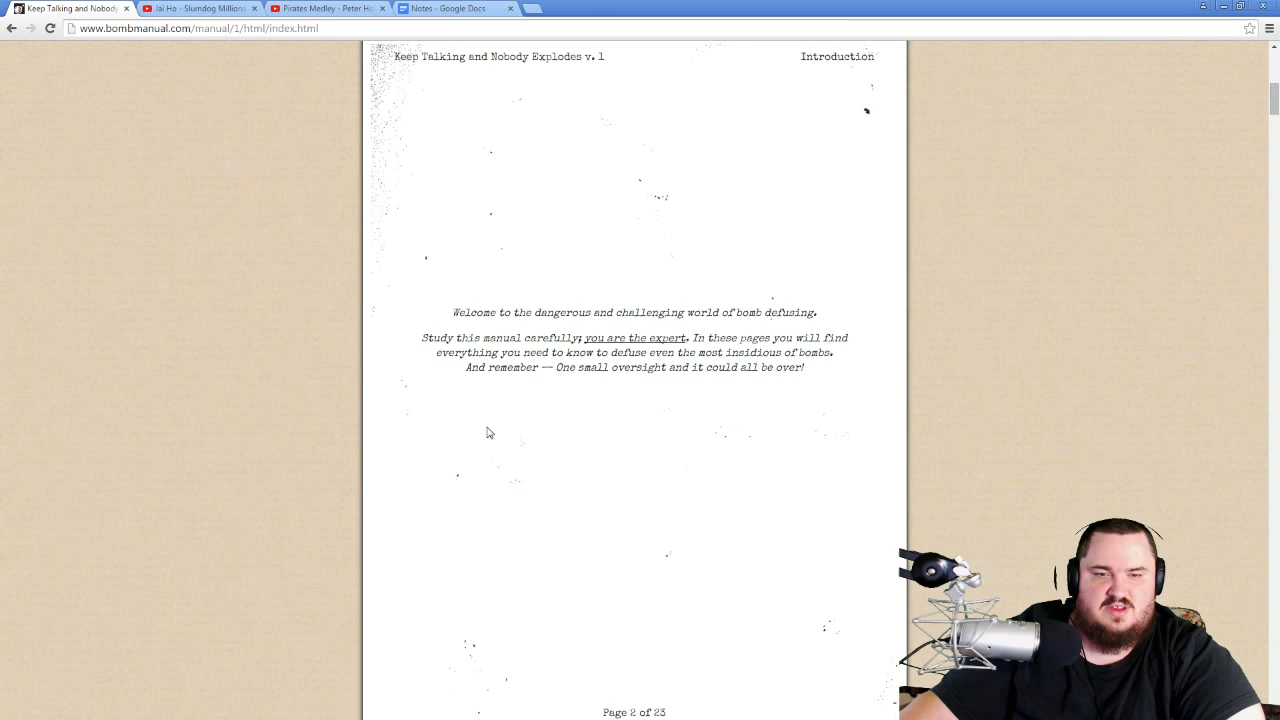 Keep Talking and Nobody
Jai Ho - Slumdog Milliona
Pirates Medley - Peter Ho
Notes - Google Docs
www.bombmanual.com/manual/1/html/index.html
Keep Talking and Nobody Explodes v. 1
Introduction
Welcome to the dangerous and challenging world of bomb defusing.
Study this manual carefully; you are the expert. In these pages you will find
everything you need to know to defuse even the most insidious of bombs.
And remember — One small oversight and it could all be over!
Page 2 of 23